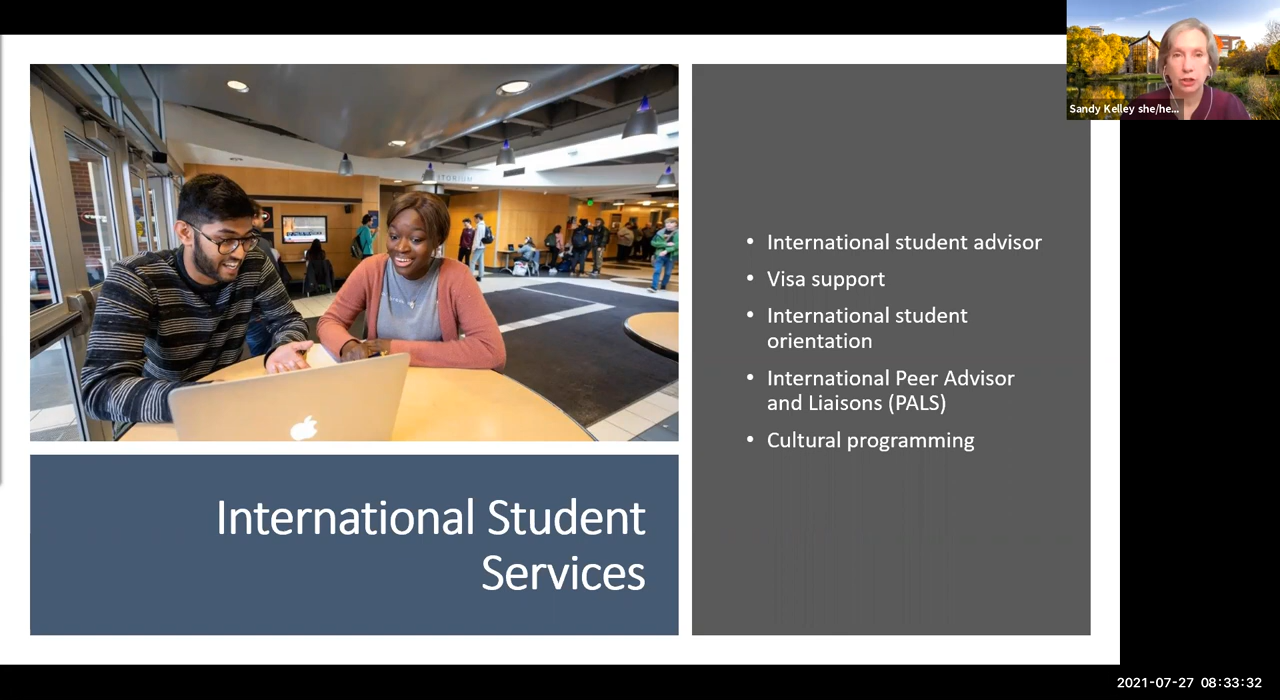 Sandy Kelley she/he...
International student advisor
Visa support
International student
orientation
International Peer Advisor
and Liaisons (PALS)
Cultural programming
International Student
Services
2021-07-27 08:33:32